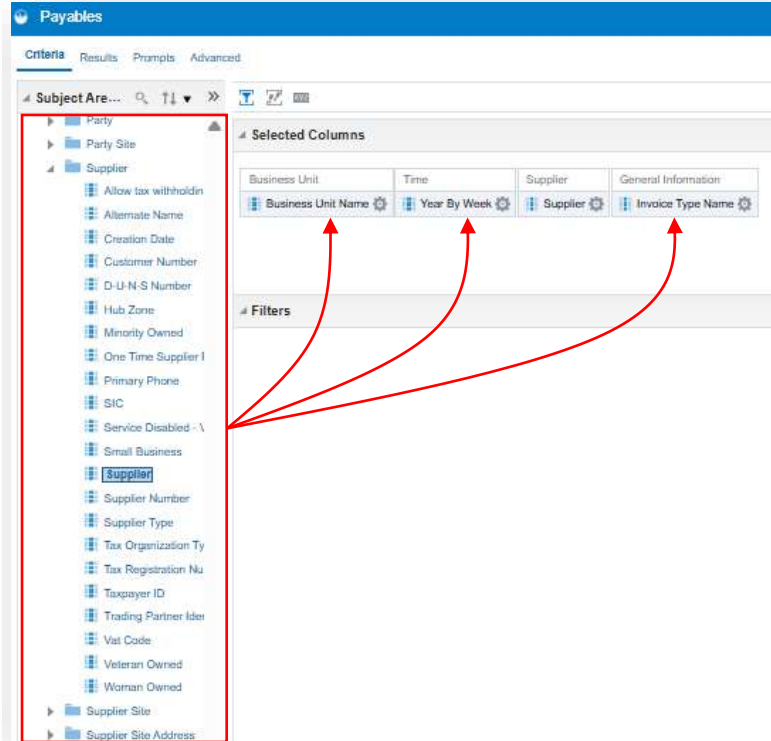 Payables
Criteria Results Prompts Advanced
Subject Are...
Party
Party Site
Supplier
Allow tax withholdin
Alternate Name
Creation Date
Customer Number
D-U-N-S Number
Hub Zone
Minority Owned
One Time Supplier
Primary Phone
SIC
Service Disabled - V
Small Business
Supplier
Supplier Number
Supplier Type
Tax Organization Ty
Tax Registration Nu
Taxpayer ID
Trading Partner Iden
Vat Code
Veteran Owned
Woman Owned
Supplier Site
Supplier Site Address
Selected Columns
Business Unit Time Supplier General Information
Business Unit Name Year By Week Supplier Invoice Type Name
Filters